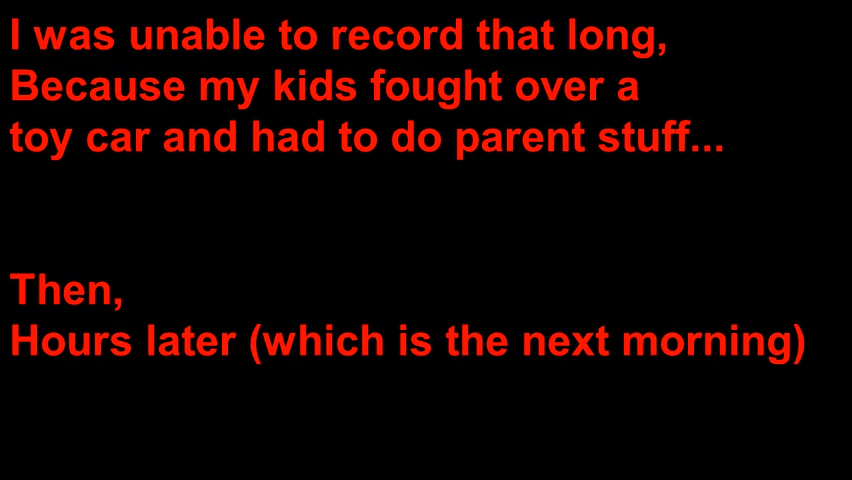 I was unable to record that long,
Because my kids fought over a
toy car and had to do parent stuff...
Then,
Hours later (which is the next morning)